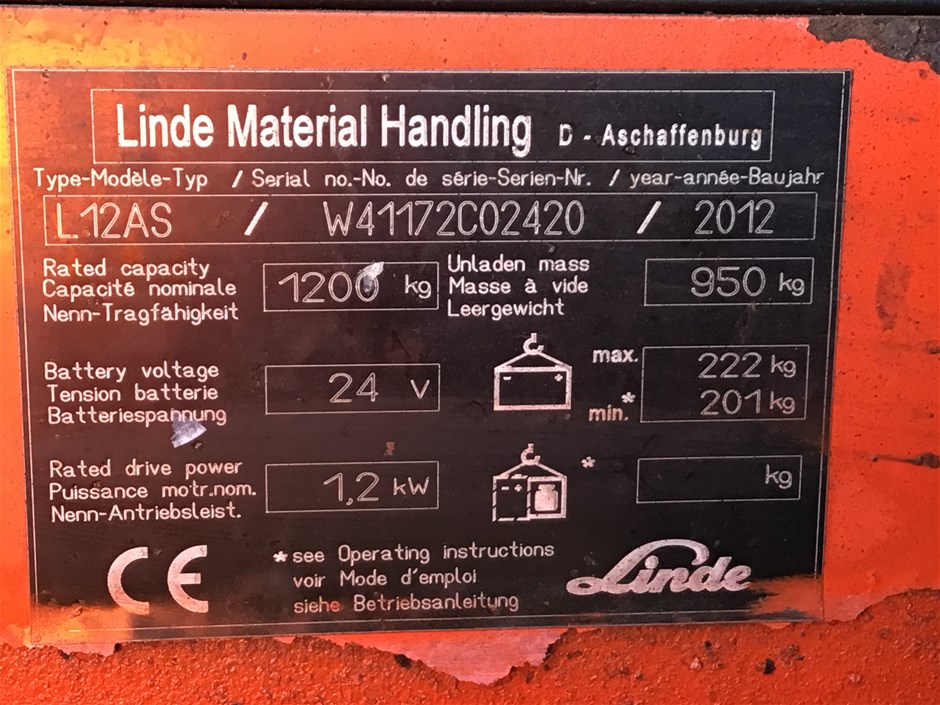 Linde Material Handling D - Aschaffenburg
Type-Modèle-Typ / Serial no.-No. de série-Serien-Nr. / year-année-Baujahr
L12AS / W41172C02420 / 2012
Rated capacity
Capacité nominale
Nenn-Tragfähigkeit
1200 kg
Unladen mass
Masse à vide
Leergewicht
950 kg
Battery voltage
Tension batterie
Batteriespannung
24 V
max. 222 kg
min.* 201 kg
Rated drive power
Puissance motr.nom.
Nenn-Antriebsleist.
1,2 kW
* kg
CE
*see Operating instructions
voir Mode d'emploi
siehe Betriebsanleitung
Linde